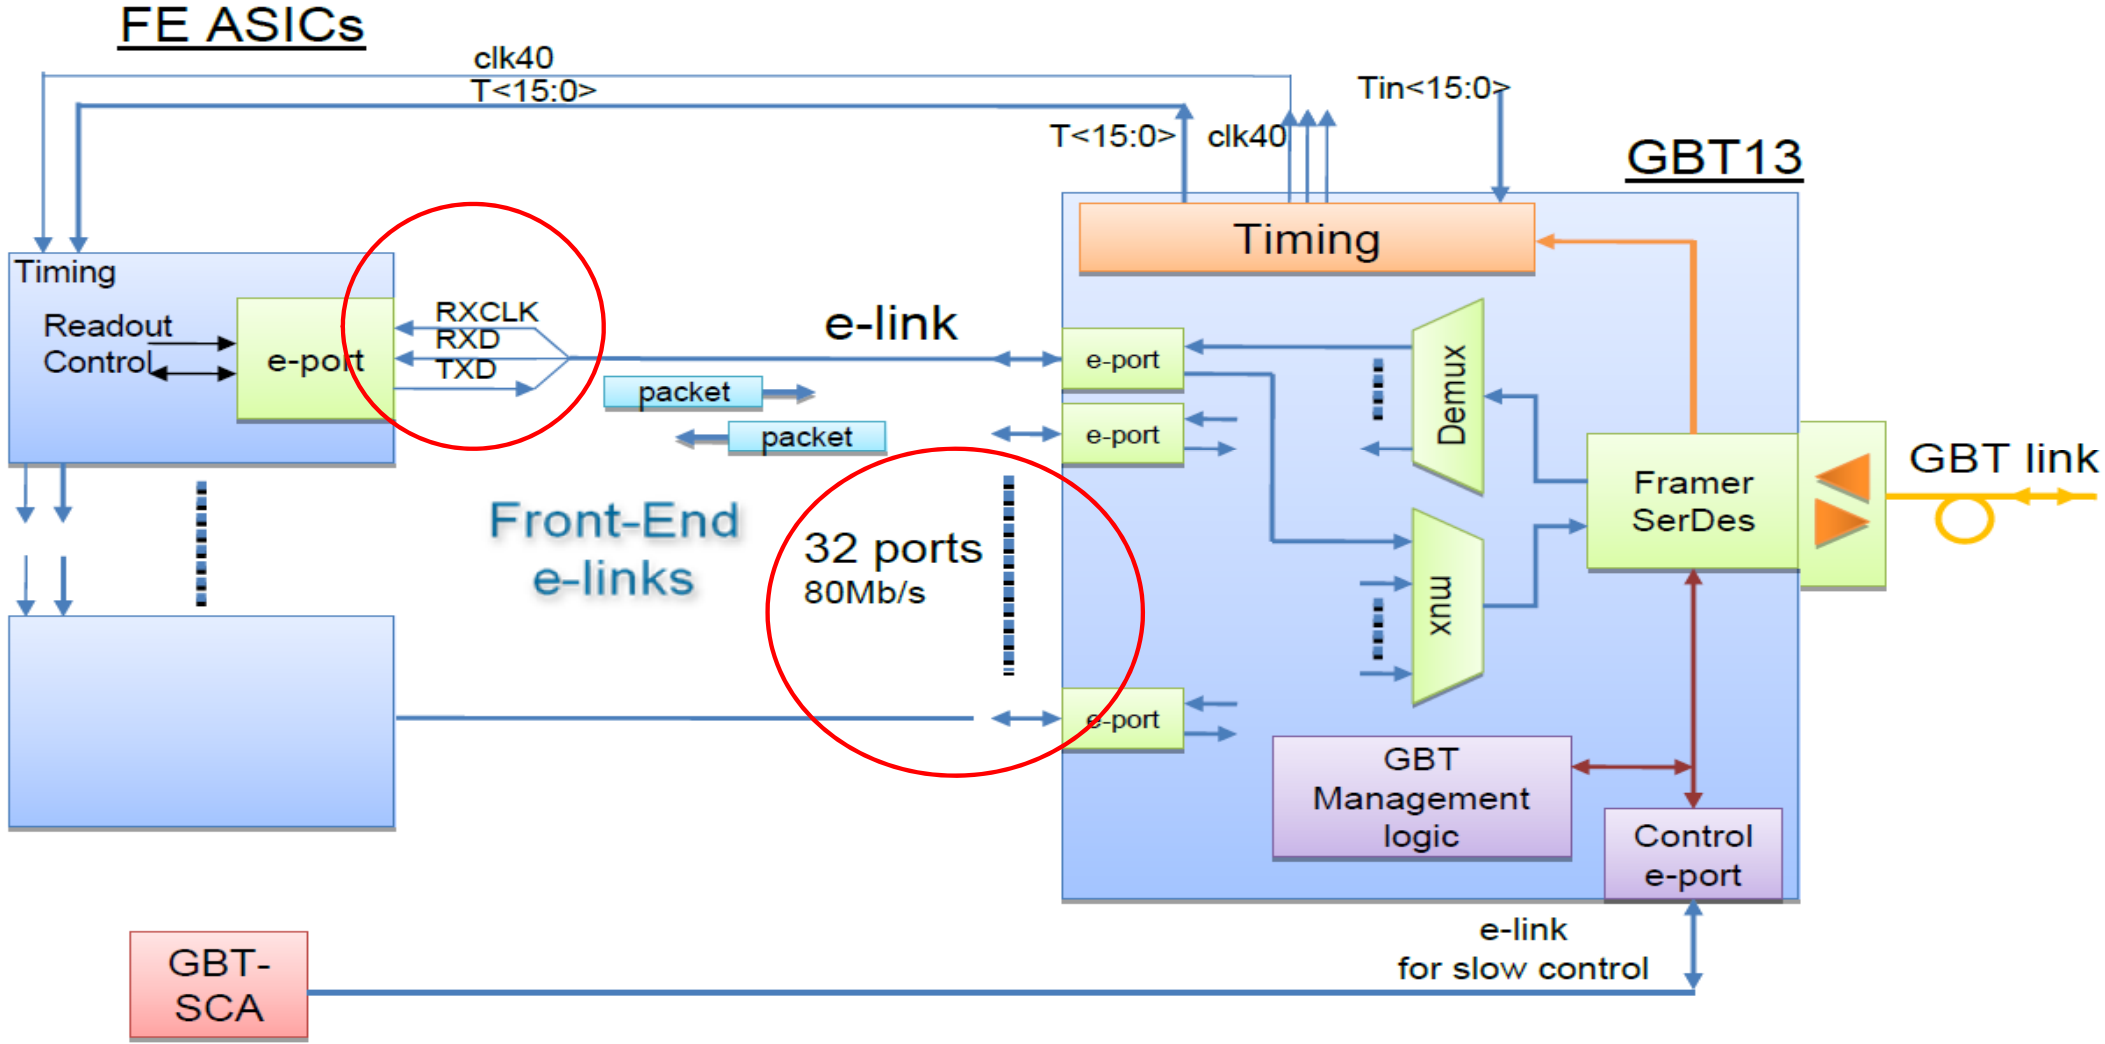 FE ASICs
clk40
T<15:0>
Tin<15:0>
T<15:0>
clk40
GBT13
Timing
Timing
Readout
Control
e-port
RXCLK
RXD
TXD
e-link
packet
packet
e-port
e-port
Demux
Framer
SerDes
GBT link
Front-End
e-links
32 ports
80Mb/s
mux
e-port
GBT
Management
logic
Control
e-port
e-link
for slow control
GBT-
SCA